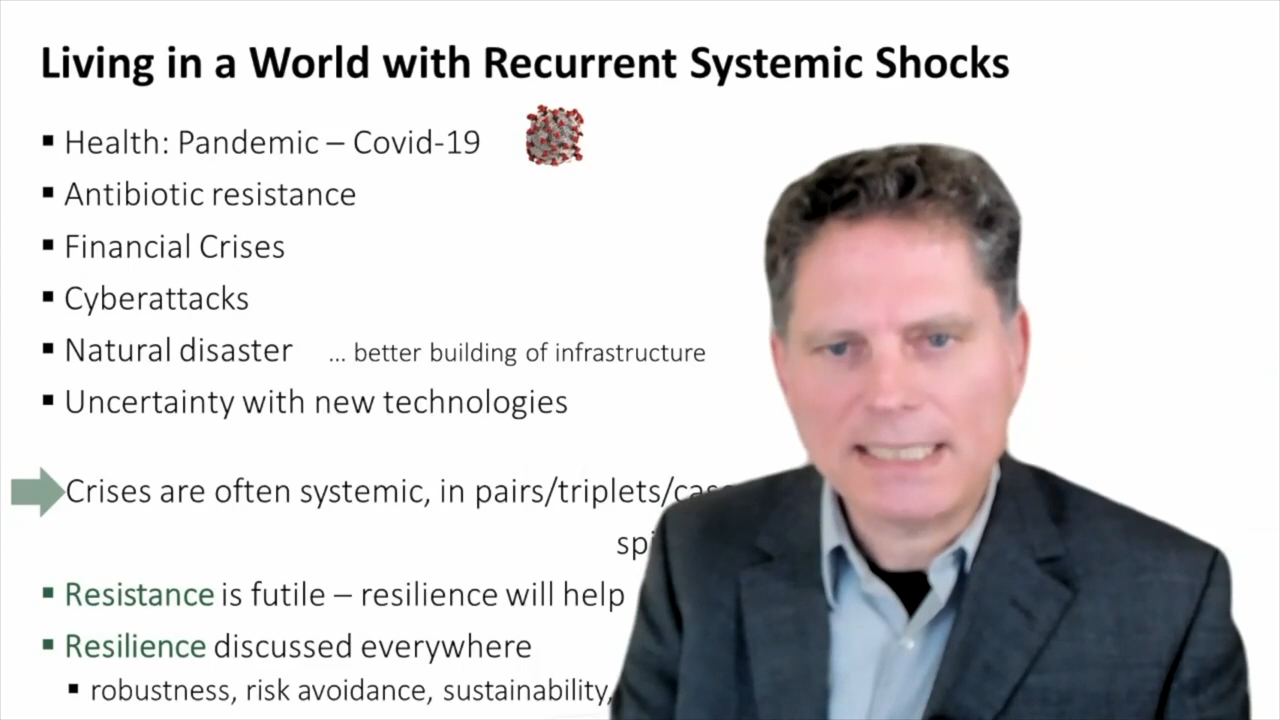 Living in a World with Recurrent Systemic Shocks
▪ Health: Pandemic – Covid-19
▪ Antibiotic resistance
▪ Financial Crises
▪ Cyberattacks
▪ Natural disaster ... better building of infrastructure
▪ Uncertainty with new technologies
Crises are often systemic, in pairs/triplets/
▪ Resistance is futile – resilience will help
▪ Resilience discussed everywhere
▪ robustness, risk avoidance, sustainability,